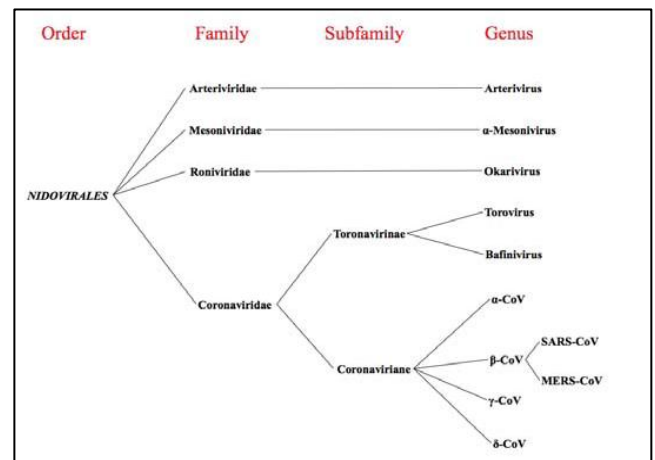 Order Family Subfamily Genus
Arteriviridae Arterivirus
Mesoniviridae α-Mesonivirus
Roniviridae Okarivirus
NIDOVIRALES
Torovirus
Toronavirinae
Bafinivirus
α-CoV
Coronaviridae
SARS-CoV
β-CoV
Coronaviriane
MERS-CoV
γ-CoV
δ-CoV